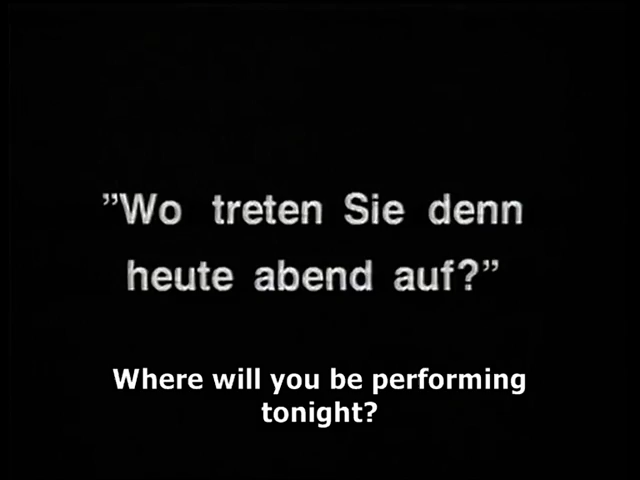 ”Wo treten Sie denn
heute abend auf?”
Where will you be performing
tonight?